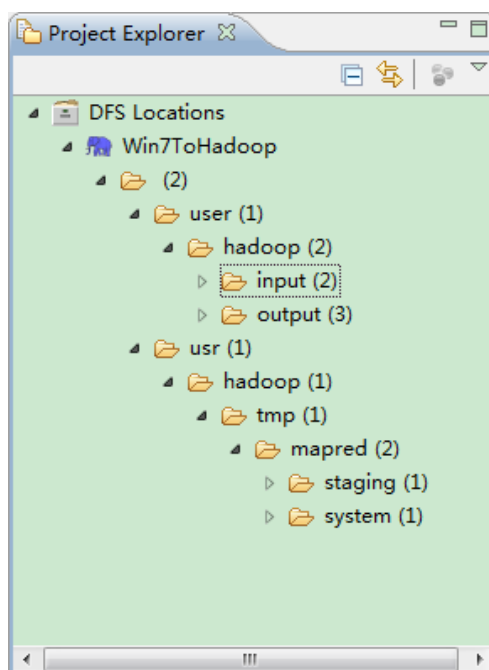 Project Explorer
DFS Locations
Win7ToHadoop
(2)
user (1)
hadoop (2)
input (2)
output (3)
usr (1)
hadoop (1)
tmp (1)
mapred (2)
staging (1)
system (1)